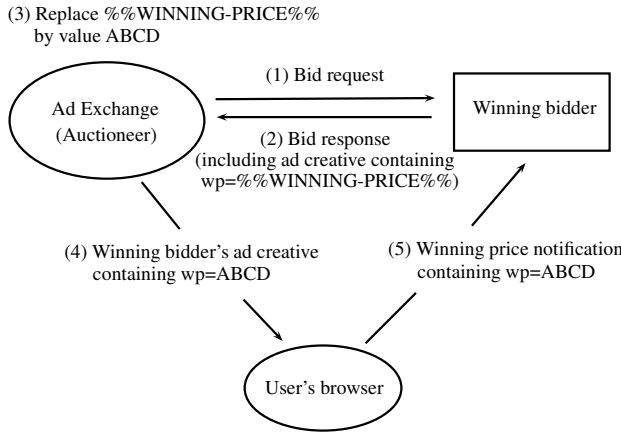 (3) Replace %%WINNING-PRICE%%
by value ABCD
(1) Bid request
Ad Exchange
(Auctioneer)
Winning bidder
(2) Bid response
(including ad creative containing
wp=%%WINNING-PRICE%%)
(4) Winning bidder's ad creative
containing wp=ABCD
(5) Winning price notification
containing wp=ABCD
User's browser